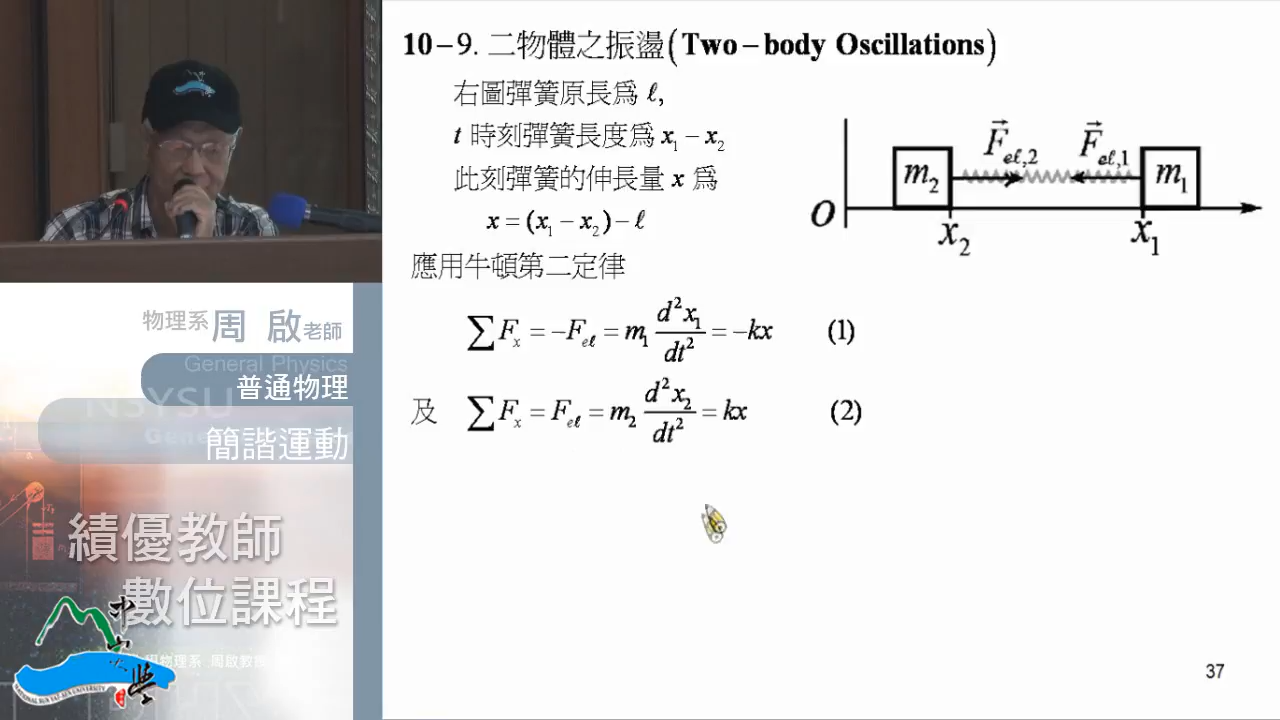 10-9. 二物體之振盪(Two-body Oscillations)
右圖彈簧原長為 ℓ,
t 時刻彈簧長度為 x₁ − x₂
此刻彈簧的伸長量 x 為
x = (x₁ − x₂) − ℓ
F⃗eℓ,2 F⃗eℓ,1
m₂ m₁
O x₂ x₁
應用牛頓第二定律
∑Fₓ = −Feℓ = m₁ d²x₁/dt² = −kx (1)
及 ∑Fₓ = Feℓ = m₂ d²x₂/dt² = kx (2)
37
物理系 周 啟 老師
General Physics
普通物理
NSYSU
簡諧運動
績優教師
數位課程